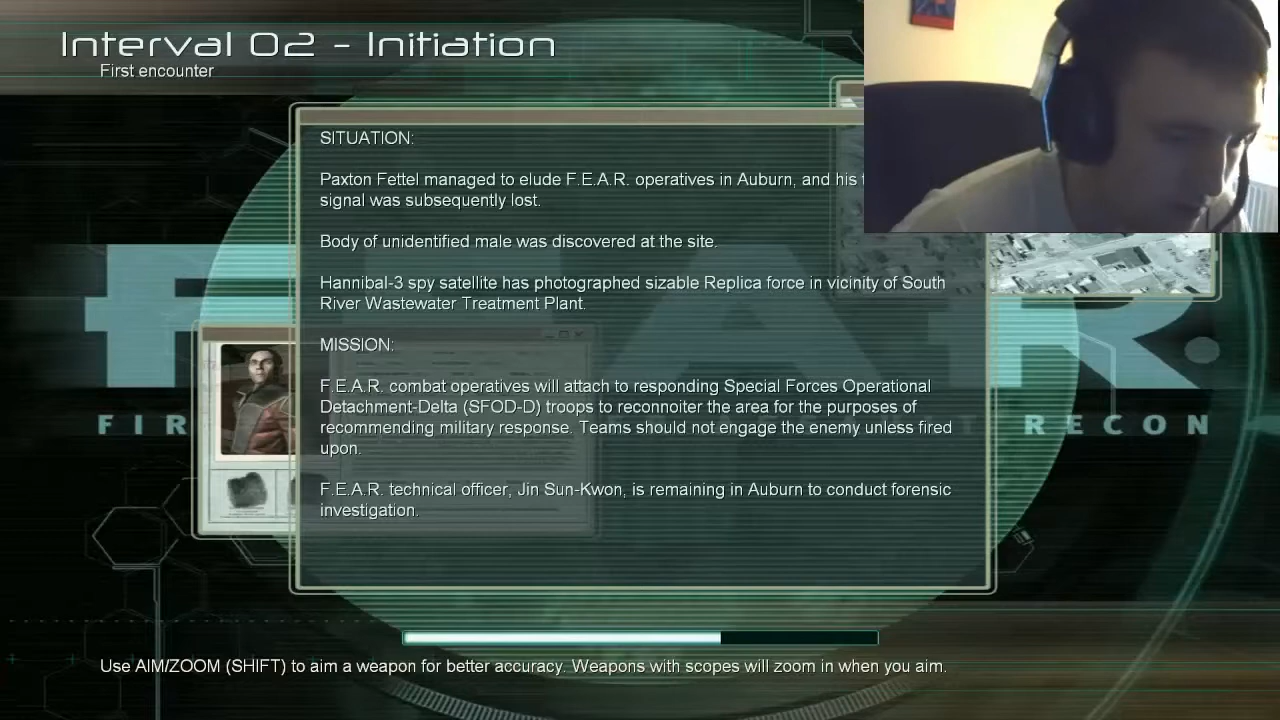 Interval 02 - Initiation
First encounter
SITUATION:
Paxton Fettel managed to elude F.E.A.R. operatives in Auburn, and his
signal was subsequently lost.
Body of unidentified male was discovered at the site.
Hannibal-3 spy satellite has photographed sizable Replica force in vicinity of South
River Wastewater Treatment Plant.
MISSION:
F.E.A.R. combat operatives will attach to responding Special Forces Operational
Detachment-Delta (SFOD-D) troops to reconnoiter the area for the purposes of
recommending military response. Teams should not engage the enemy unless fired
upon.
F.E.A.R. technical officer, Jin Sun-Kwon, is remaining in Auburn to conduct forensic
investigation.
F.E.A.R.
FIR T RECON
Use AIM/ZOOM (SHIFT) to aim a weapon for better accuracy. Weapons with scopes will zoom in when you aim.